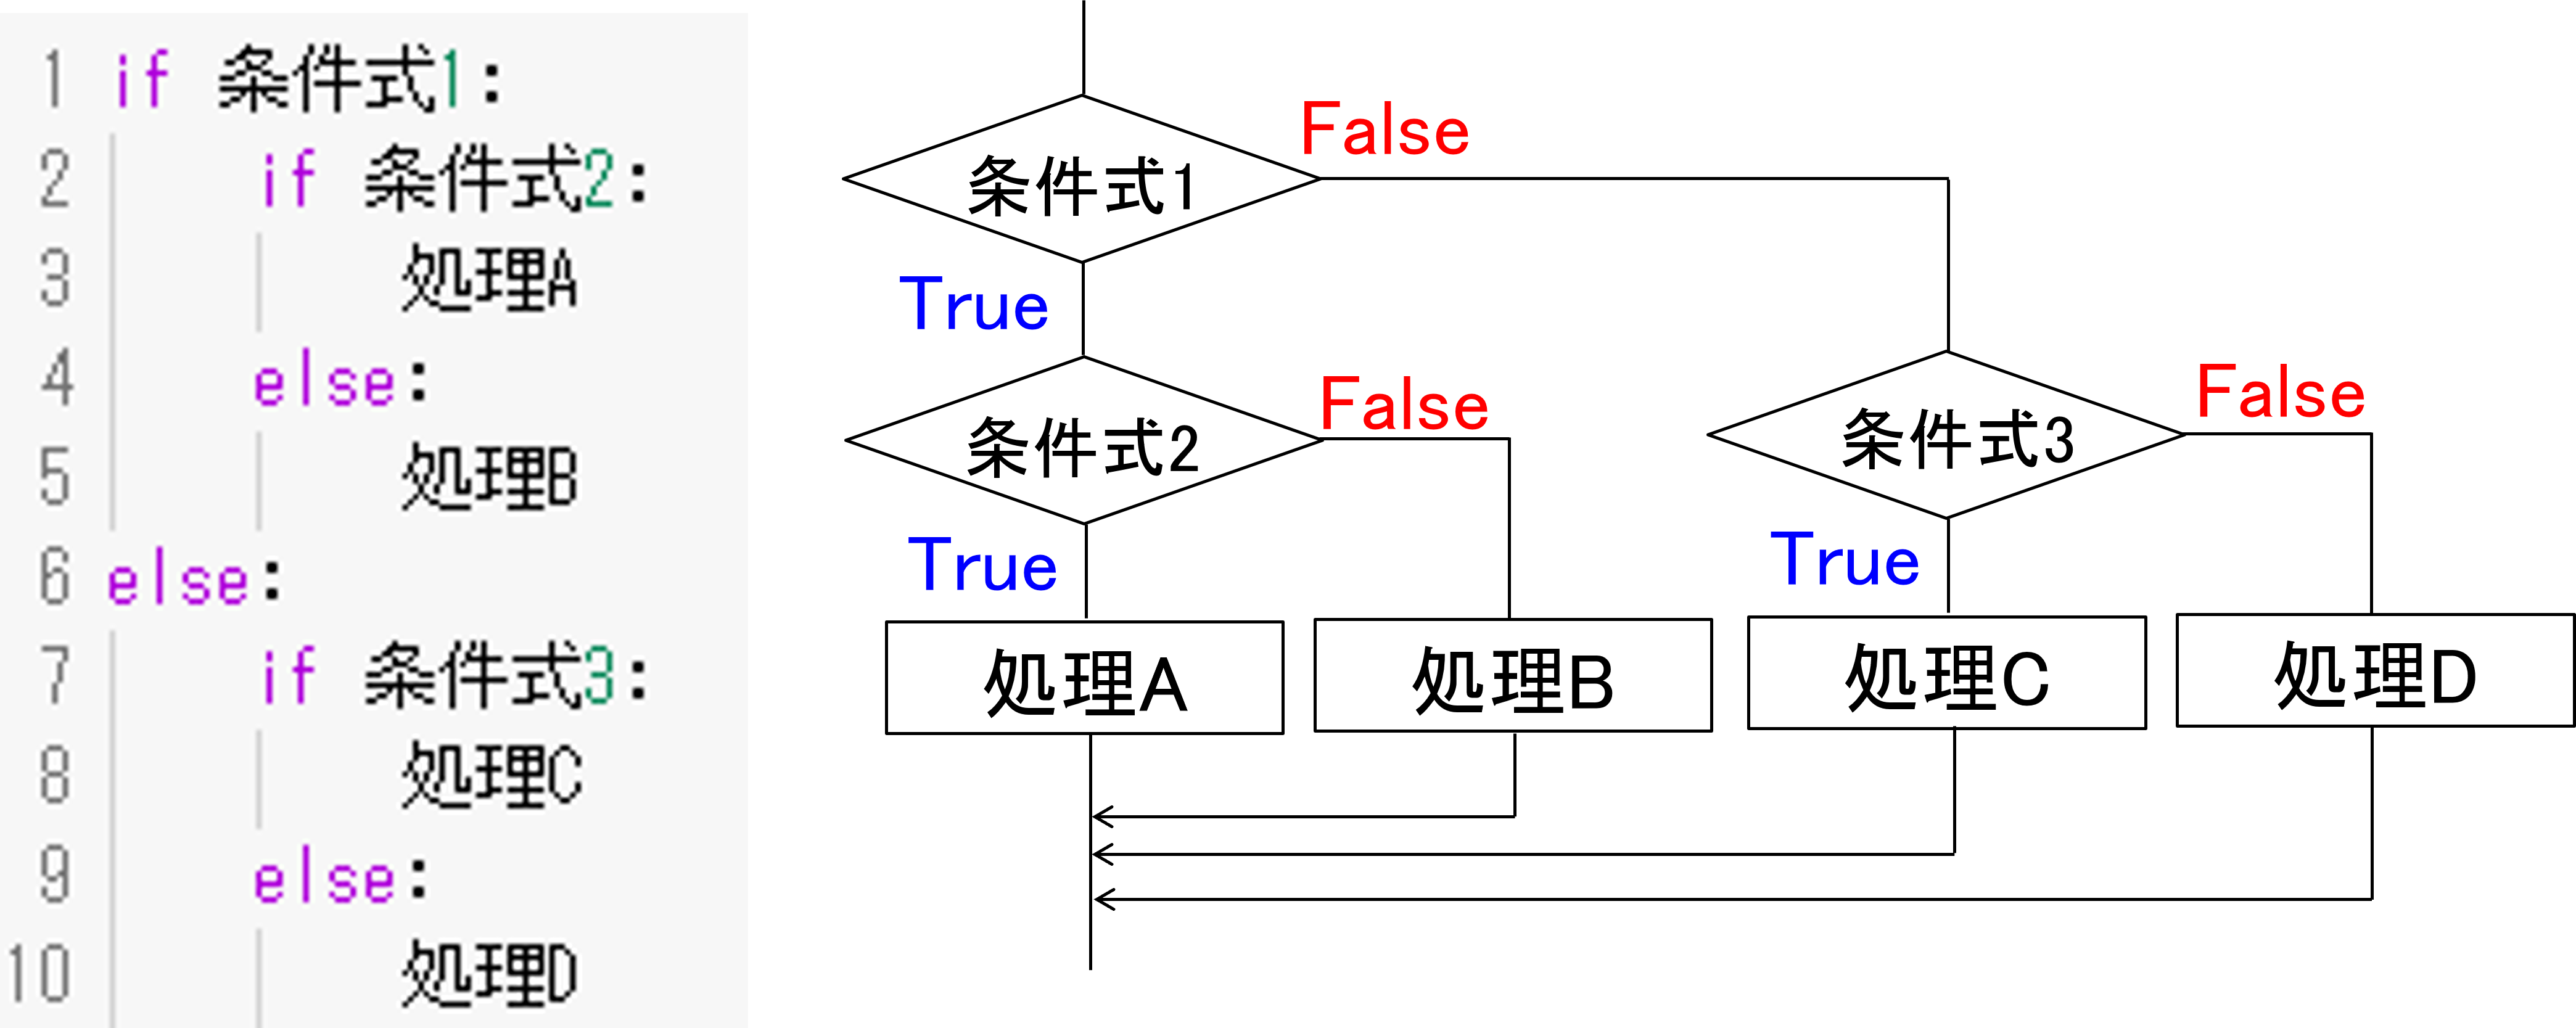 1 if 条件式1:
2 if 条件式2:
3 処理A
4 else:
5 処理B
6 else:
7 if 条件式3:
8 処理C
9 else:
10 処理D
条件式1
False
True
条件式2
False
条件式3
False
True
True
処理A
処理B
処理C
処理D